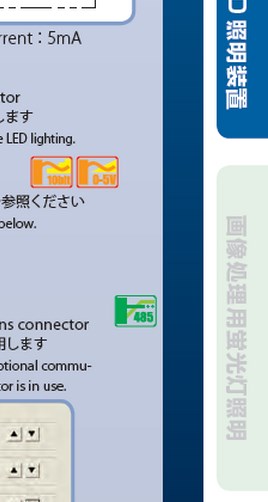 rrent：5mA
tor
します
e LED lighting.
10bit 0-5V
参照ください
below.
485
ns connector
用します
otional commu-
or is in use.
D 照明装置
画像処理用蛍光灯照明